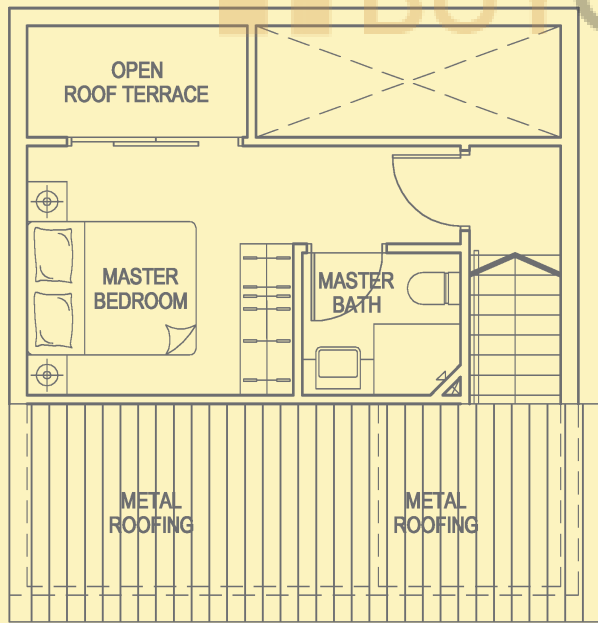 OPEN
ROOF TERRACE
MASTER
BEDROOM
MASTER
BATH
METAL
ROOFING
METAL
ROOFING